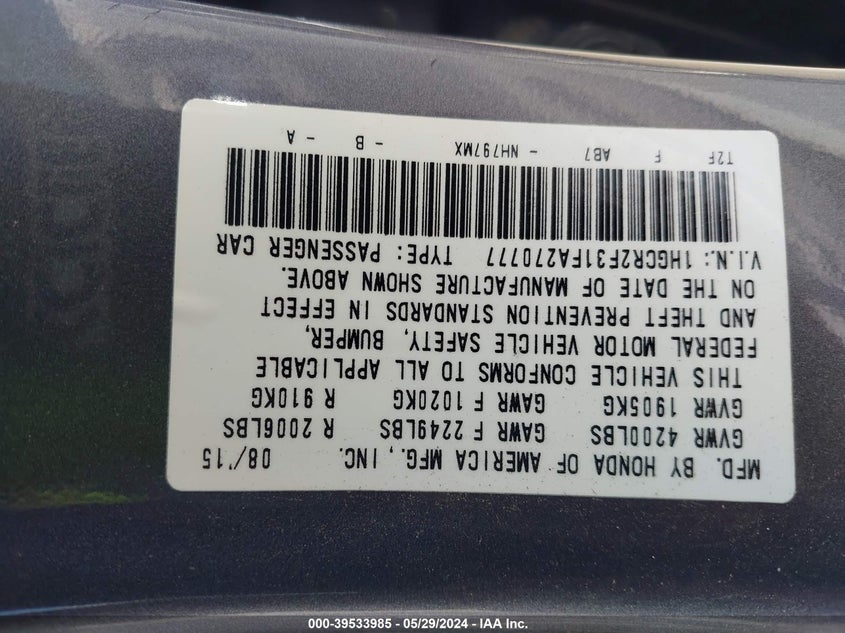 MFD. BY HONDA OF AMERICA MFG., INC. 08/'15
GVWR 4200LBS GAWR F 2249LBS R 2006LBS
GVWR 1905KG GAWR F 1020KG R 910KG
THIS VEHICLE CONFORMS TO ALL APPLICABLE
FEDERAL MOTOR VEHICLE SAFETY, BUMPER,
AND THEFT PREVENTION STANDARDS IN EFFECT
ON THE DATE OF MANUFACTURE SHOWN ABOVE.
V.I.N.: 1HGCR2F31FA270777 TYPE: PASSENGER CAR
T2F F AB7 NH797MX - B - A -
000-39533985 - 05/29/2024 - IAA Inc.